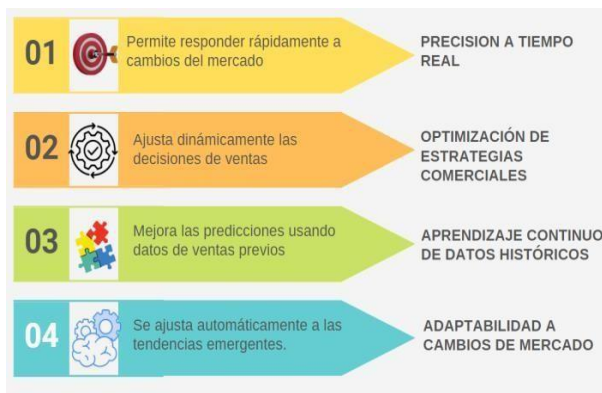 01
Permite responder rápidamente a
cambios del mercado
PRECISION A TIEMPO
REAL
02
Ajusta dinámicamente las
decisiones de ventas
OPTIMIZACIÓN DE
ESTRATEGIAS
COMERCIALES
03
Mejora las predicciones usando
datos de ventas previos
APRENDIZAJE CONTINUO
DE DATOS HISTÓRICOS
04
Se ajusta automáticamente a las
tendencias emergentes.
ADAPTABILIDAD A
CAMBIOS DE MERCADO